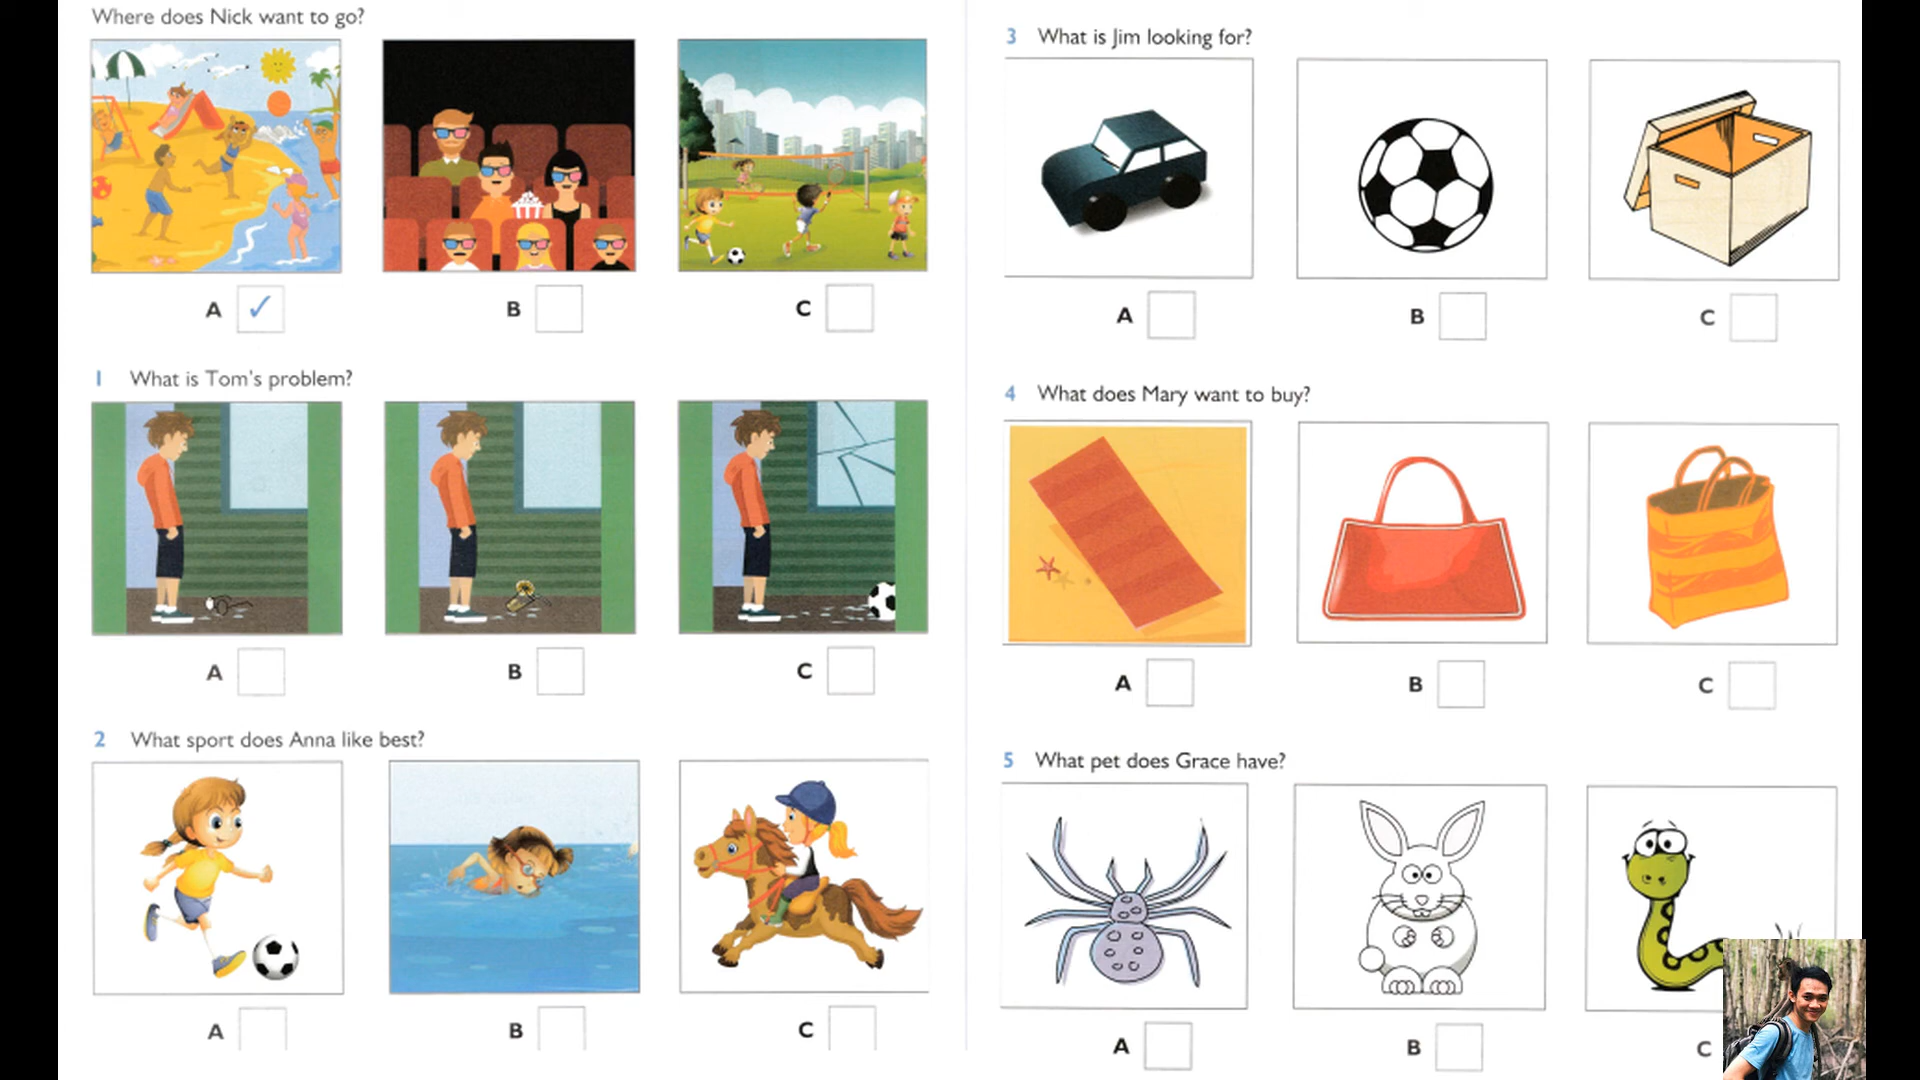 Where does Nick want to go?
A ✓ B C
1 What is Tom's problem?
A B C
2 What sport does Anna like best?
A B C
3 What is Jim looking for?
A B C
4 What does Mary want to buy?
A B C
5 What pet does Grace have?
A B C